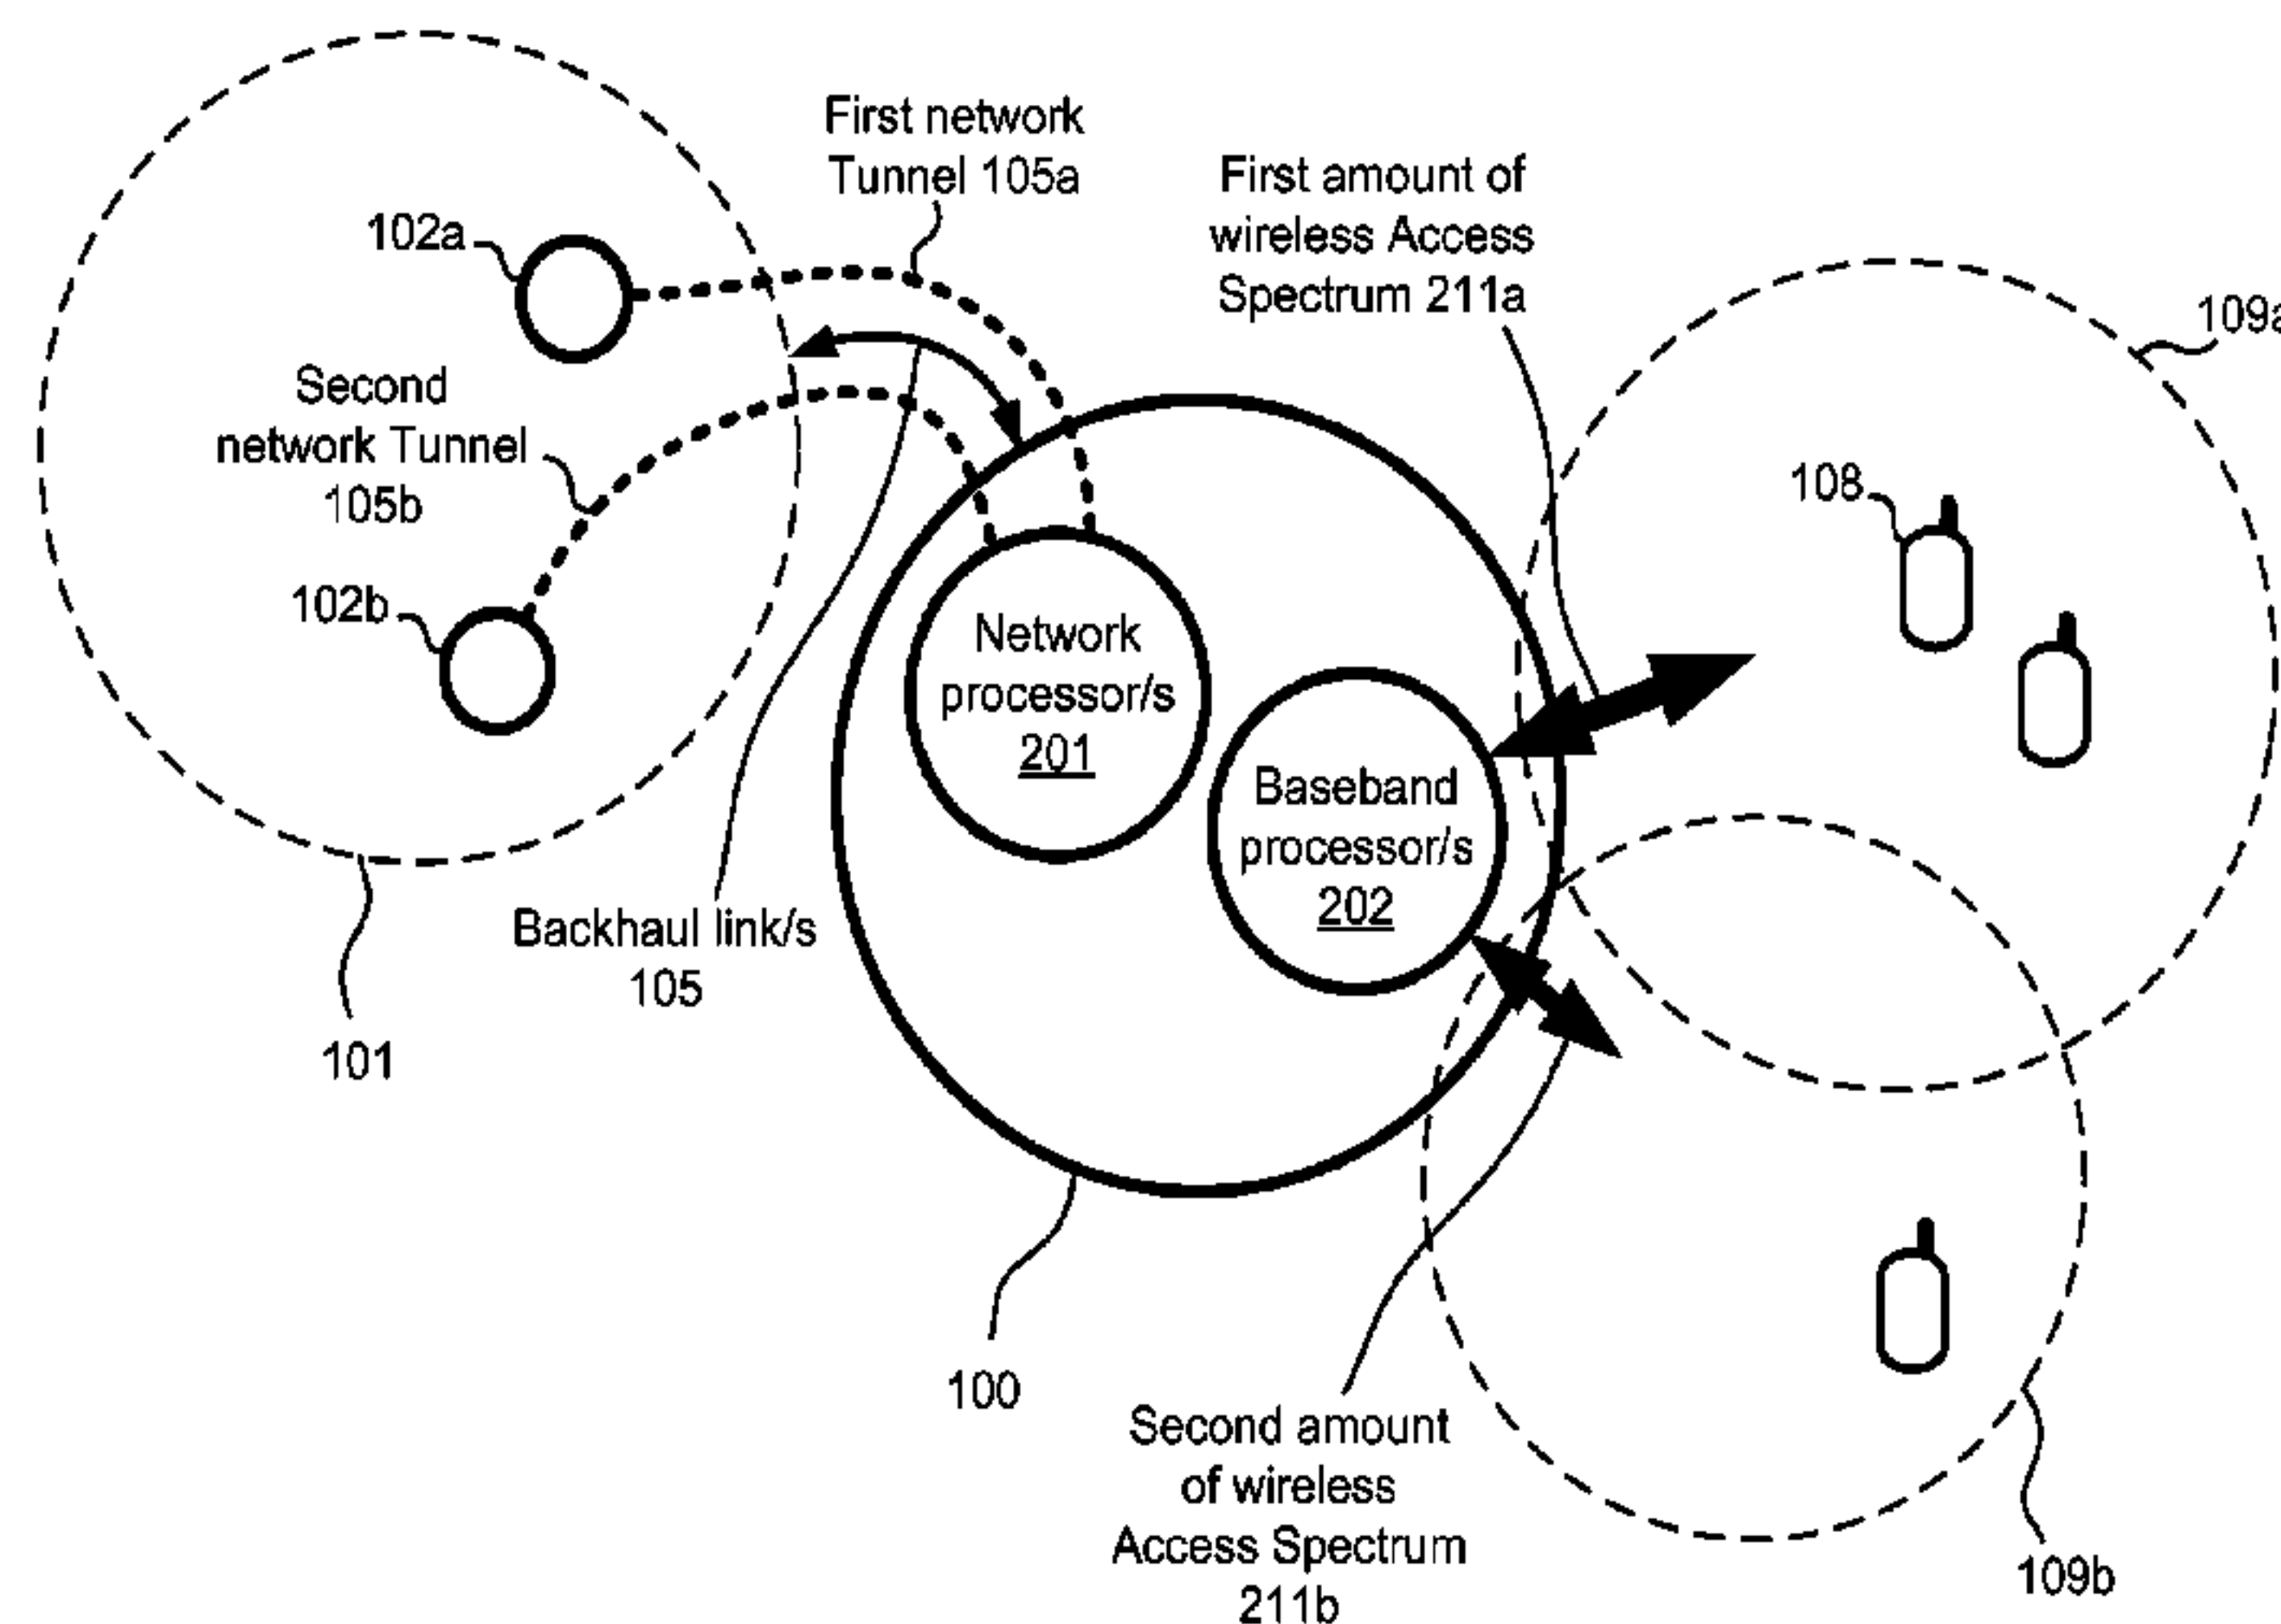 First network
Tunnel 105a
First amount of
wireless Access
Spectrum 211a
102a
109a
Second
network Tunnel
105b
108
102b
Network
processor/s
201
Baseband
processor/s
202
Backhaul link/s
105
101
100
Second amount
of wireless
Access Spectrum
211b
109b